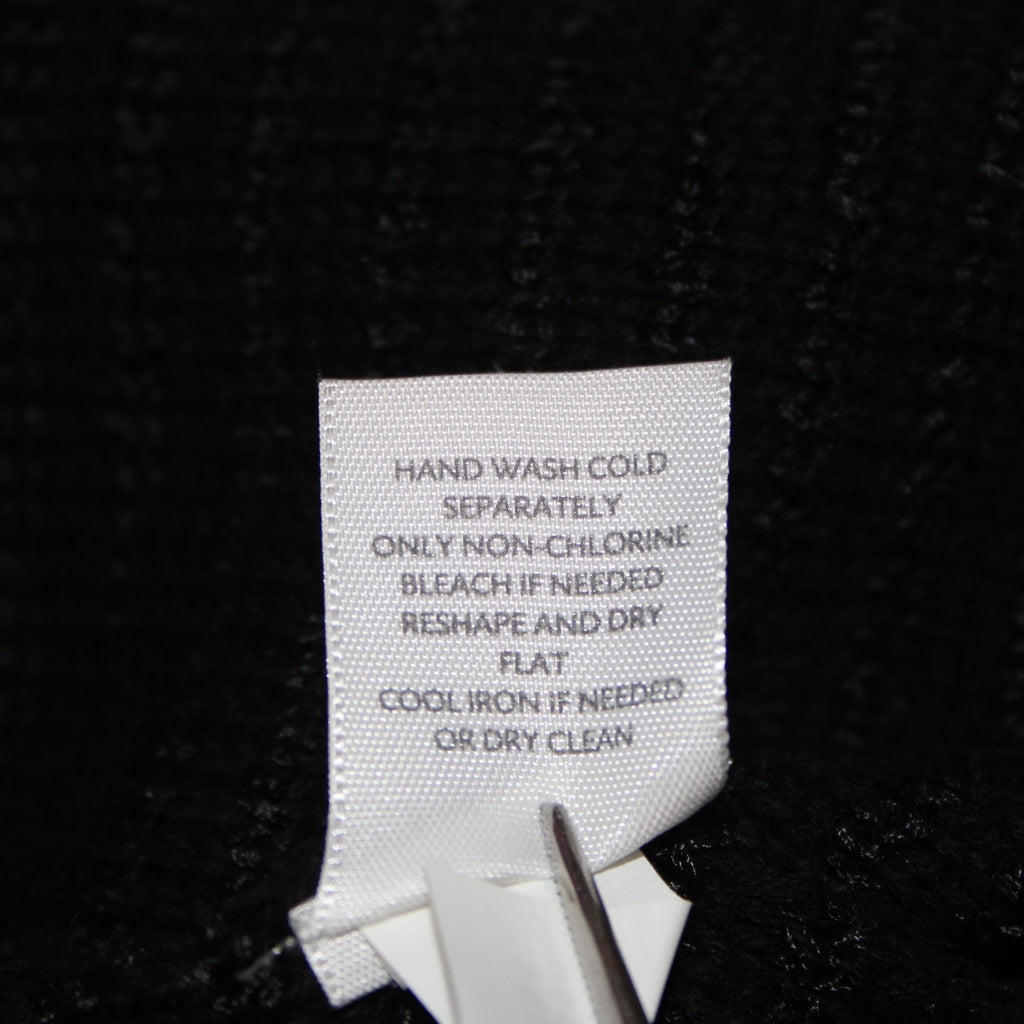 HAND WASH COLD
SEPARATELY
ONLY NON-CHLORINE
BLEACH IF NEEDED
RESHAPE AND DRY
FLAT
COOL IRON IF NEEDED
OR DRY CLEAN